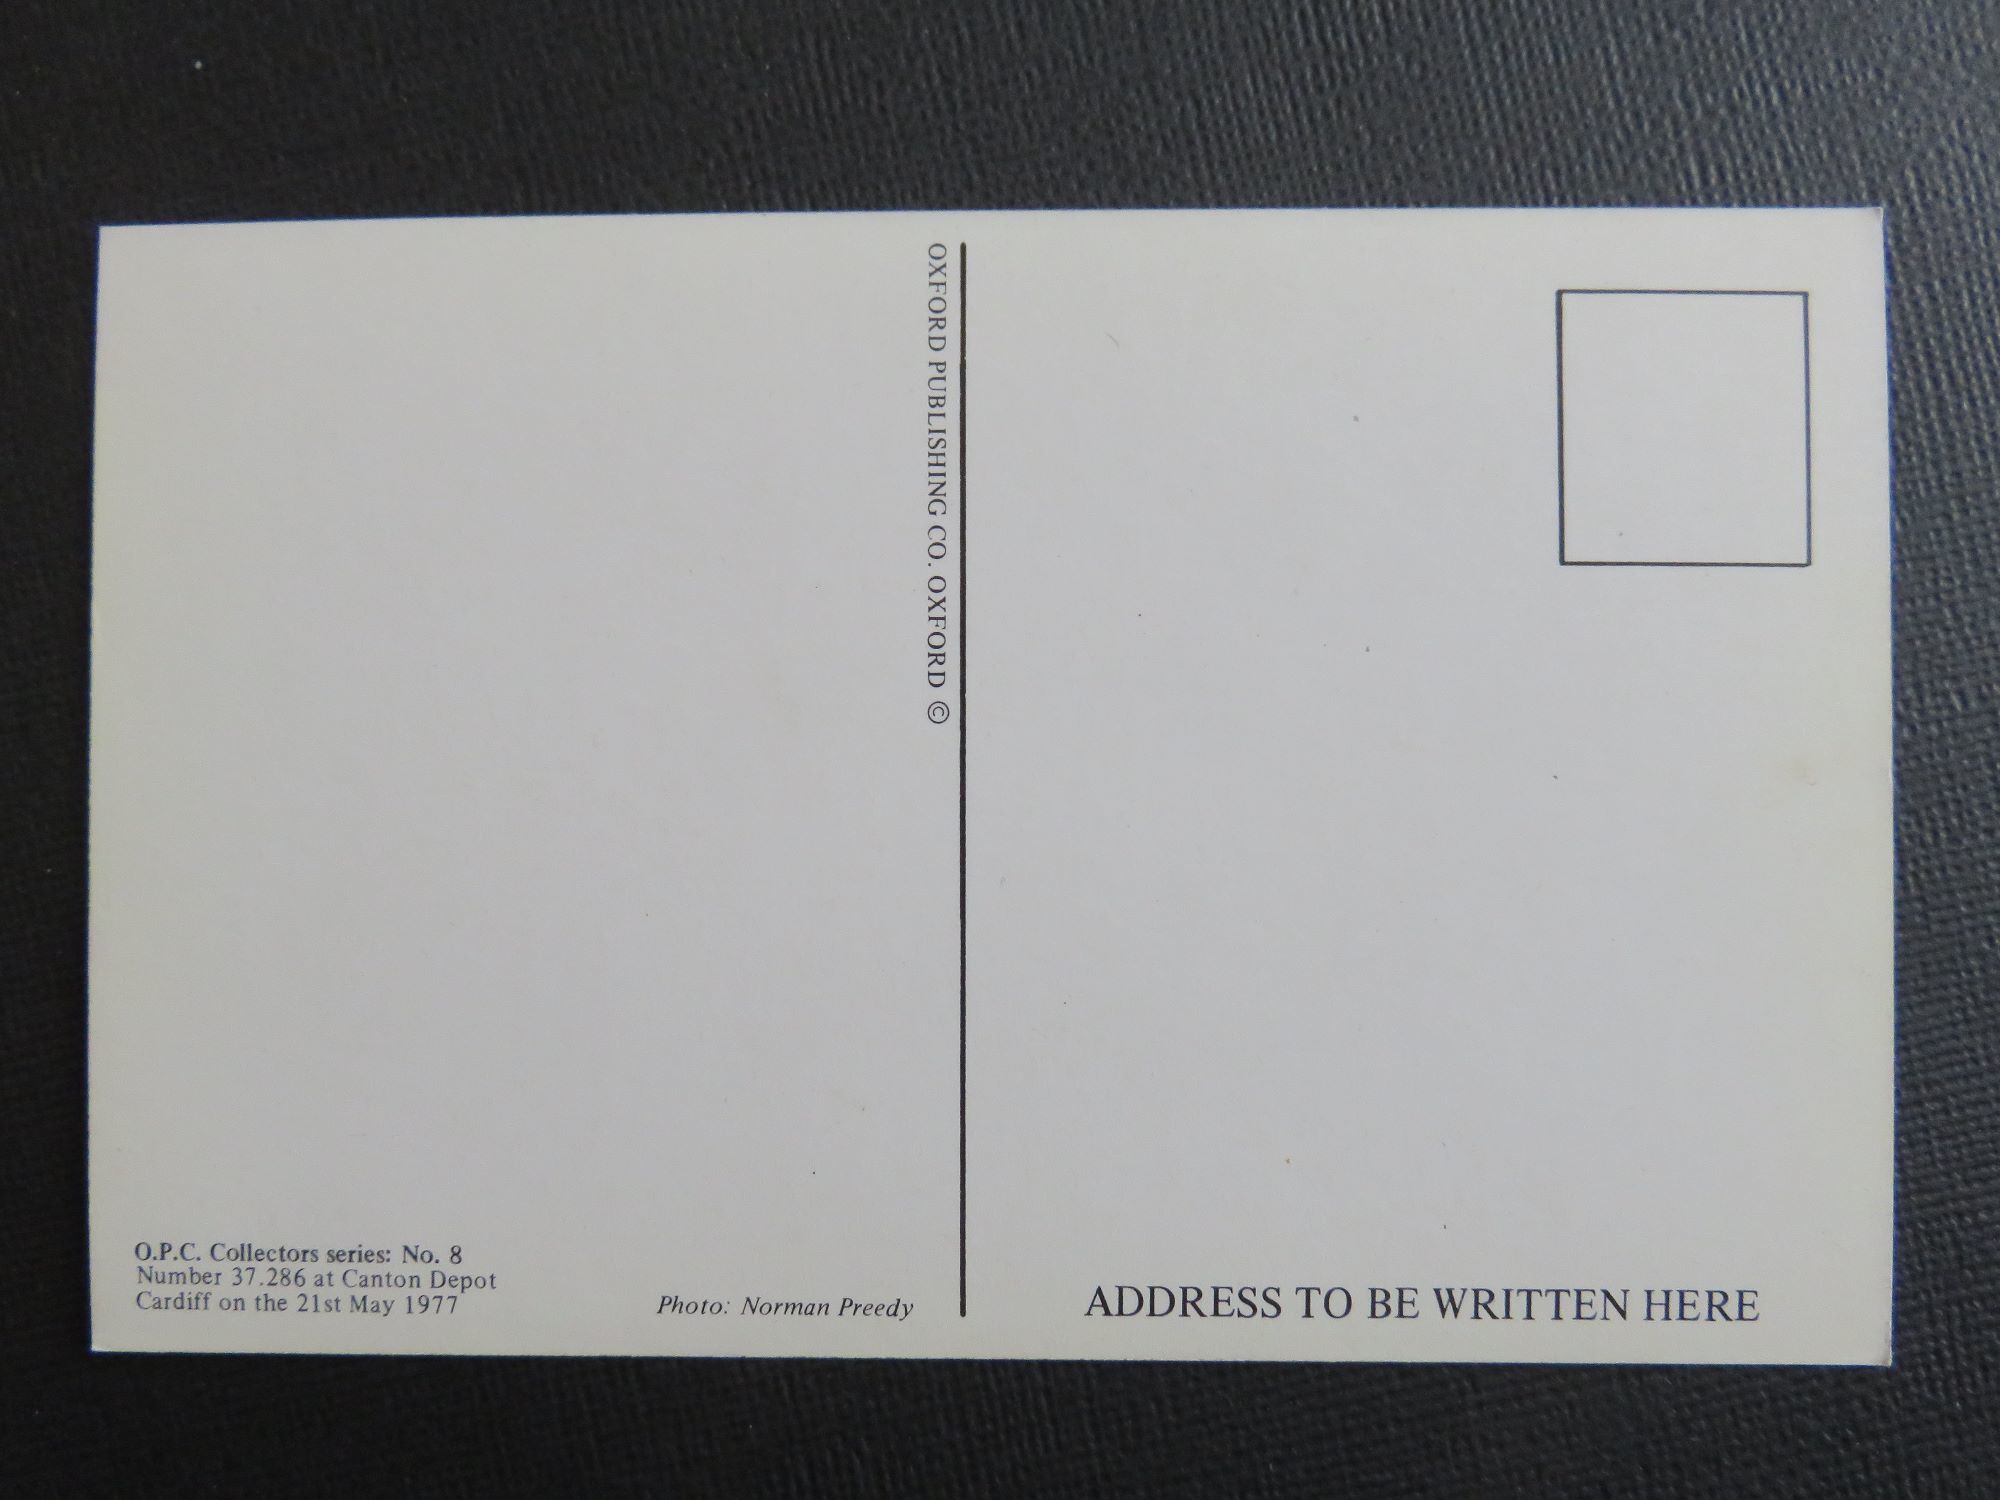 OXFORD PUBLISHING CO. OXFORD ©
O.P.C. Collectors series: No. 8
Number 37.286 at Canton Depot
Cardiff on the 21st May 1977
Photo: Norman Preedy
ADDRESS TO BE WRITTEN HERE